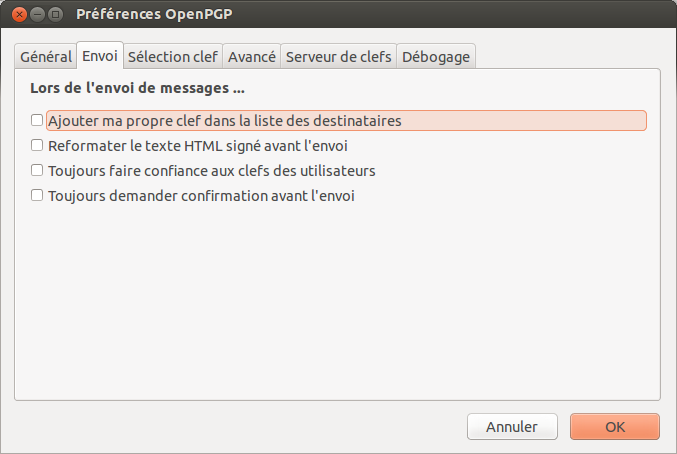 Préférences OpenPGP
Général Envoi Sélection clef Avancé Serveur de clefs Débogage
Lors de l'envoi de messages ...
Ajouter ma propre clef dans la liste des destinataires
Reformater le texte HTML signé avant l'envoi
Toujours faire confiance aux clefs des utilisateurs
Toujours demander confirmation avant l'envoi
Annuler OK